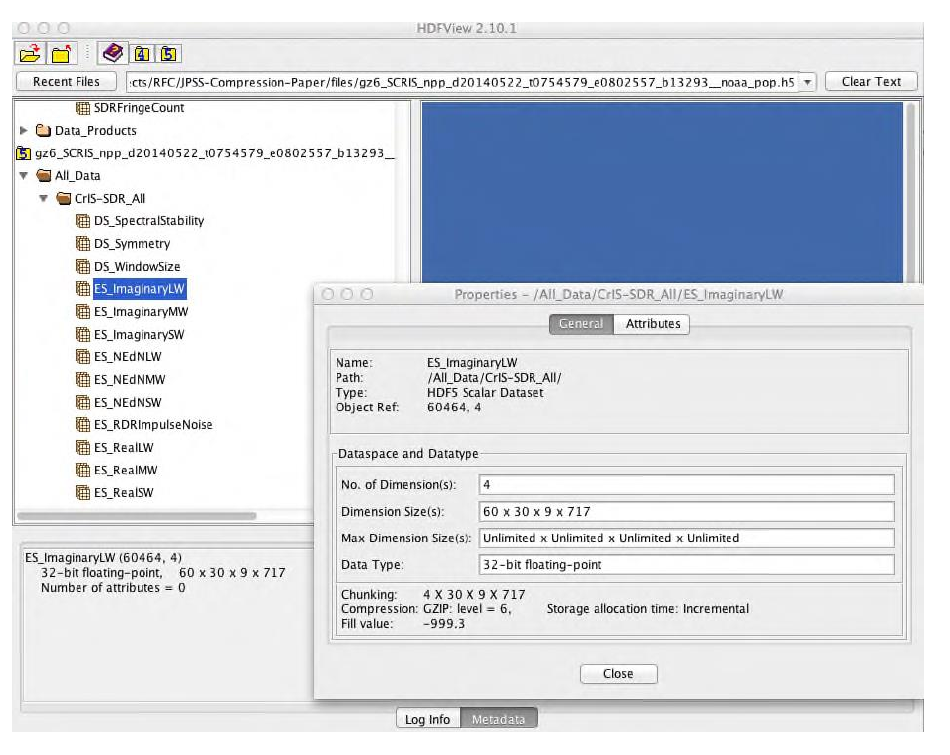 HDFView 2.10.1
4 5
Recent Files :cts/RFC/JPSS-Compression-Paper/files/gz6_SCRIS_npp_d20140522_t0754579_e0802557_b13293__noaa_pop.h5 Clear Text
SDRFringeCount
Data_Products
5 gz6_SCRIS_npp_d20140522_t0754579_e0802557_b13293__
All_Data
CrIS-SDR_All
DS_SpectralStability
DS_Symmetry
DS_WindowSize
ES_ImaginaryLW
ES_ImaginaryMW
ES_ImaginarySW
ES_NEdNLW
ES_NEdNMW
ES_NEdNSW
ES_RDRImpulseNoise
ES_RealLW
ES_RealMW
ES_RealSW
ES_ImaginaryLW (60464, 4)
32-bit floating-point, 60 x 30 x 9 x 717
Number of attributes = 0
Properties - /All_Data/CrIS-SDR_All/ES_ImaginaryLW
General Attributes
Name: ES_ImaginaryLW
Path: /All_Data/CrIS-SDR_All/
Type: HDF5 Scalar Dataset
Object Ref: 60464, 4
Dataspace and Datatype
No. of Dimension(s): 4
Dimension Size(s): 60 x 30 x 9 x 717
Max Dimension Size(s): Unlimited x Unlimited x Unlimited x Unlimited
Data Type: 32-bit floating-point
Chunking: 4 X 30 X 9 X 717
Compression: GZIP: level = 6, Storage allocation time: Incremental
Fill value: -999.3
Close
Log Info Metadata